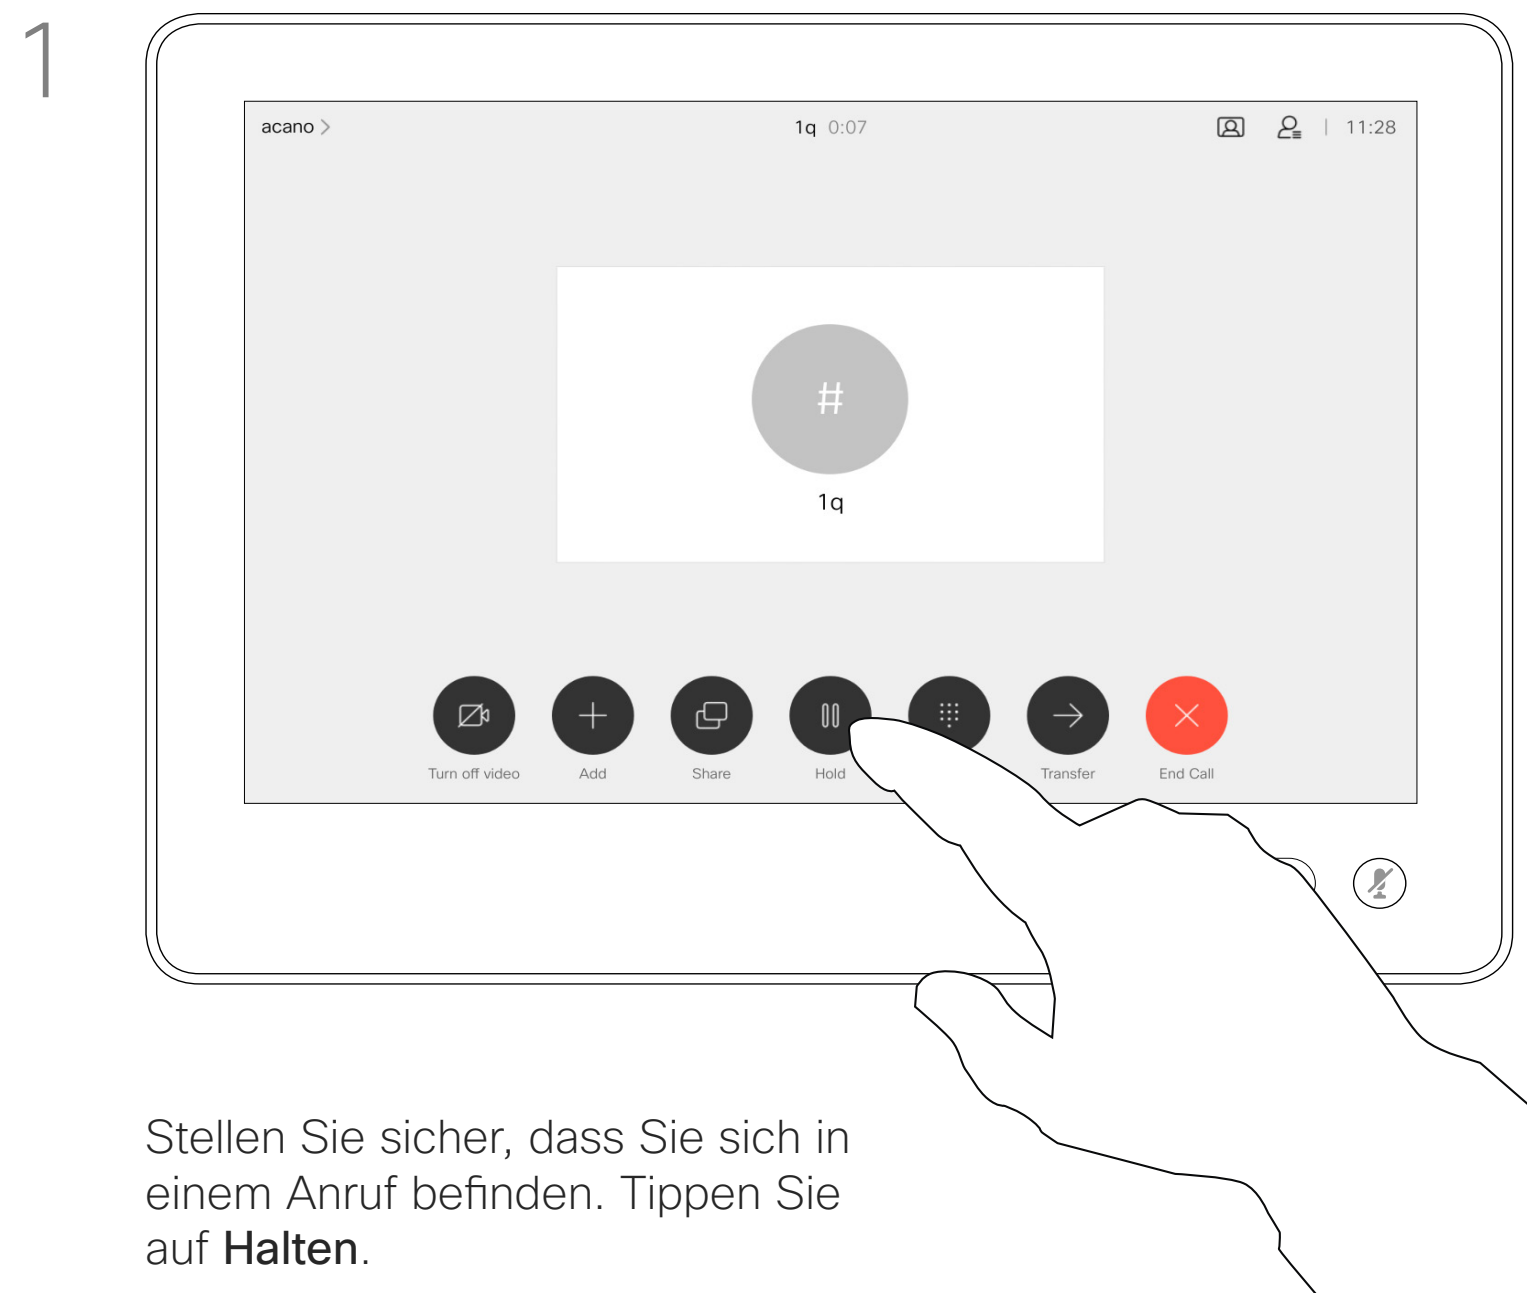 1
acano
1q 0:07
11:28
#
1q
Turn off video Add Share Hold Transfer End Call
Stellen Sie sicher, dass Sie sich in
einem Anruf befinden. Tippen Sie
auf Halten.